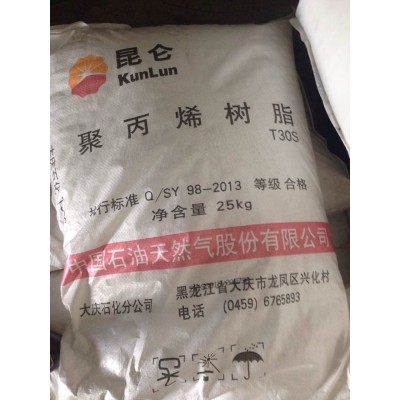 昆仑
KunLun
聚丙烯树脂
T30S
执行标准 Q/SY 98-2013 等级 合格
净含量 25kg
中国石油天然气股份有限公司
大庆石化分公司
黑龙江省大庆市龙凤区兴化村
电话 (0459) 6765893